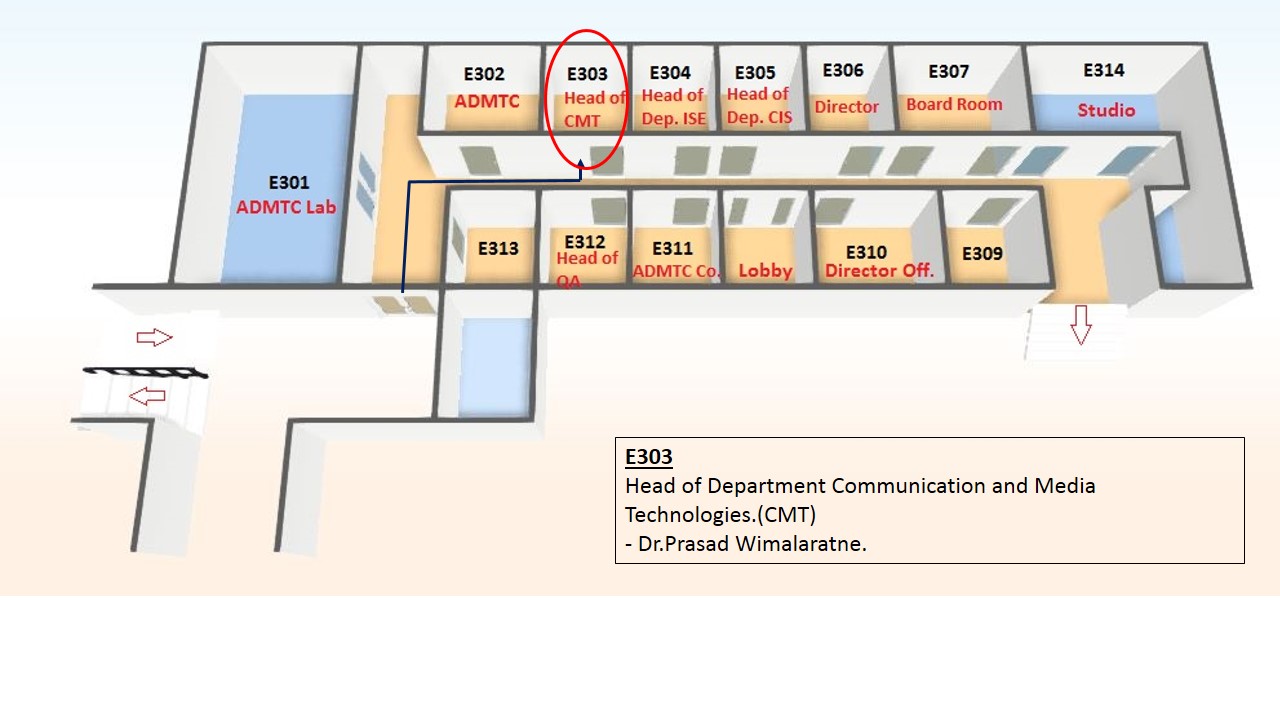 E302
ADMTC
E303
Head of
CMT
E304
Head of
Dep. ISE
E305
Head of
Dep. CIS
E306
Director
E307
Board Room
E314
Studio
E301
ADMTC Lab
E313
E312
Head of
QA
E311
ADMTC Co.
Lobby
E310
Director Off.
E309
E303
Head of Department Communication and Media
Technologies.(CMT)
- Dr.Prasad Wimalaratne.